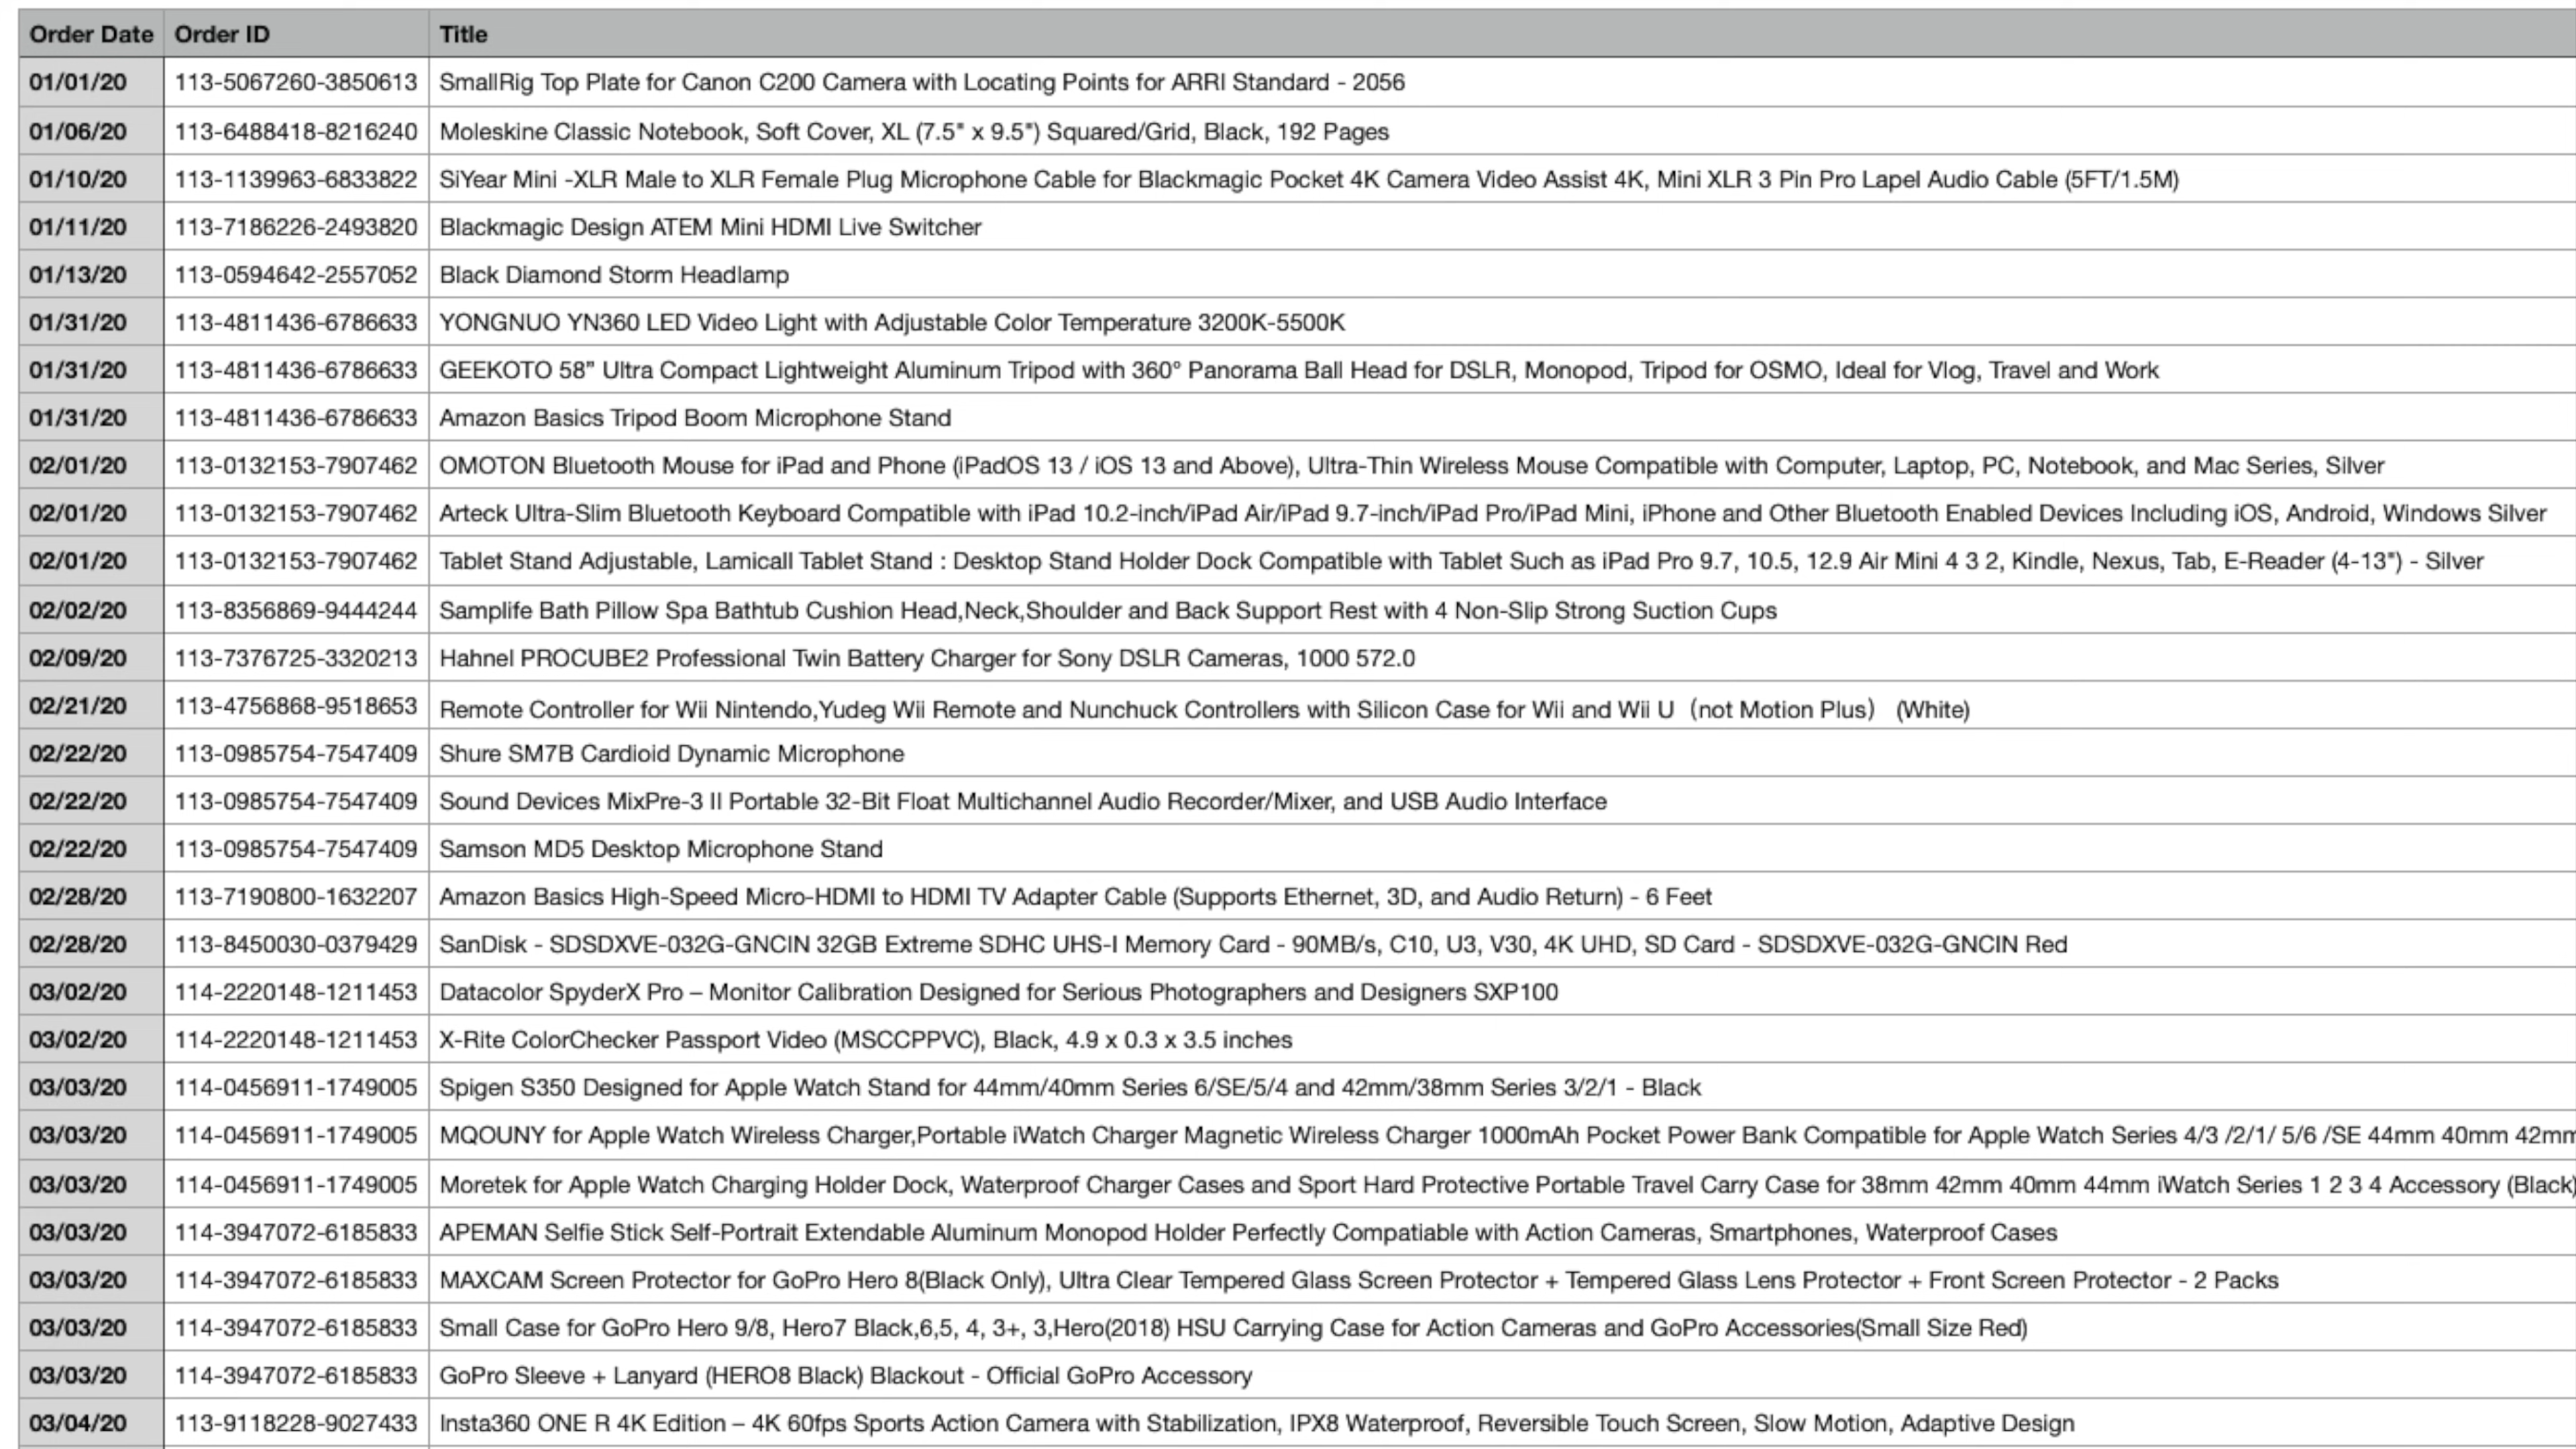 Order Date Order ID Title
01/01/20 113-5067260-3850613 SmallRig Top Plate for Canon C200 Camera with Locating Points for ARRI Standard - 2056
01/06/20 113-6488418-8216240 Moleskine Classic Notebook, Soft Cover, XL (7.5" x 9.5") Squared/Grid, Black, 192 Pages
01/10/20 113-1139963-6833822 SiYear Mini -XLR Male to XLR Female Plug Microphone Cable for Blackmagic Pocket 4K Camera Video Assist 4K, Mini XLR 3 Pin Pro Lapel Audio Cable (5FT/1.5M)
01/11/20 113-7186226-2493820 Blackmagic Design ATEM Mini HDMI Live Switcher
01/13/20 113-0594642-2557052 Black Diamond Storm Headlamp
01/31/20 113-4811436-6786633 YONGNUO YN360 LED Video Light with Adjustable Color Temperature 3200K-5500K
01/31/20 113-4811436-6786633 GEEKOTO 58” Ultra Compact Lightweight Aluminum Tripod with 360° Panorama Ball Head for DSLR, Monopod, Tripod for OSMO, Ideal for Vlog, Travel and Work
01/31/20 113-4811436-6786633 Amazon Basics Tripod Boom Microphone Stand
02/01/20 113-0132153-7907462 OMOTON Bluetooth Mouse for iPad and Phone (iPadOS 13 / iOS 13 and Above), Ultra-Thin Wireless Mouse Compatible with Computer, Laptop, PC, Notebook, and Mac Series, Silver
02/01/20 113-0132153-7907462 Arteck Ultra-Slim Bluetooth Keyboard Compatible with iPad 10.2-inch/iPad Air/iPad 9.7-inch/iPad Pro/iPad Mini, iPhone and Other Bluetooth Enabled Devices Including iOS, Android, Windows Silver
02/01/20 113-0132153-7907462 Tablet Stand Adjustable, Lamicall Tablet Stand : Desktop Stand Holder Dock Compatible with Tablet Such as iPad Pro 9.7, 10.5, 12.9 Air Mini 4 3 2, Kindle, Nexus, Tab, E-Reader (4-13") - Silver
02/02/20 113-8356869-9444244 Samplife Bath Pillow Spa Bathtub Cushion Head,Neck,Shoulder and Back Support Rest with 4 Non-Slip Strong Suction Cups
02/09/20 113-7376725-3320213 Hahnel PROCUBE2 Professional Twin Battery Charger for Sony DSLR Cameras, 1000 572.0
02/21/20 113-4756868-9518653 Remote Controller for Wii Nintendo,Yudeg Wii Remote and Nunchuck Controllers with Silicon Case for Wii and Wii U（not Motion Plus） (White)
02/22/20 113-0985754-7547409 Shure SM7B Cardioid Dynamic Microphone
02/22/20 113-0985754-7547409 Sound Devices MixPre-3 II Portable 32-Bit Float Multichannel Audio Recorder/Mixer, and USB Audio Interface
02/22/20 113-0985754-7547409 Samson MD5 Desktop Microphone Stand
02/28/20 113-7190800-1632207 Amazon Basics High-Speed Micro-HDMI to HDMI TV Adapter Cable (Supports Ethernet, 3D, and Audio Return) - 6 Feet
02/28/20 113-8450030-0379429 SanDisk - SDSDXVE-032G-GNCIN 32GB Extreme SDHC UHS-I Memory Card - 90MB/s, C10, U3, V30, 4K UHD, SD Card - SDSDXVE-032G-GNCIN Red
03/02/20 114-2220148-1211453 Datacolor SpyderX Pro – Monitor Calibration Designed for Serious Photographers and Designers SXP100
03/02/20 114-2220148-1211453 X-Rite ColorChecker Passport Video (MSCCPPVC), Black, 4.9 x 0.3 x 3.5 inches
03/03/20 114-0456911-1749005 Spigen S350 Designed for Apple Watch Stand for 44mm/40mm Series 6/SE/5/4 and 42mm/38mm Series 3/2/1 - Black
03/03/20 114-0456911-1749005 MQOUNY for Apple Watch Wireless Charger,Portable iWatch Charger Magnetic Wireless Charger 1000mAh Pocket Power Bank Compatible for Apple Watch Series 4/3 /2/1/ 5/6 /SE 44mm 40mm 42mm
03/03/20 114-0456911-1749005 Moretek for Apple Watch Charging Holder Dock, Waterproof Charger Cases and Sport Hard Protective Portable Travel Carry Case for 38mm 42mm 40mm 44mm iWatch Series 1 2 3 4 Accessory (Black)
03/03/20 114-3947072-6185833 APEMAN Selfie Stick Self-Portrait Extendable Aluminum Monopod Holder Perfectly Compatiable with Action Cameras, Smartphones, Waterproof Cases
03/03/20 114-3947072-6185833 MAXCAM Screen Protector for GoPro Hero 8(Black Only), Ultra Clear Tempered Glass Screen Protector + Tempered Glass Lens Protector + Front Screen Protector - 2 Packs
03/03/20 114-3947072-6185833 Small Case for GoPro Hero 9/8, Hero7 Black,6,5, 4, 3+, 3,Hero(2018) HSU Carrying Case for Action Cameras and GoPro Accessories(Small Size Red)
03/03/20 114-3947072-6185833 GoPro Sleeve + Lanyard (HERO8 Black) Blackout - Official GoPro Accessory
03/04/20 113-9118228-9027433 Insta360 ONE R 4K Edition – 4K 60fps Sports Action Camera with Stabilization, IPX8 Waterproof, Reversible Touch Screen, Slow Motion, Adaptive Design